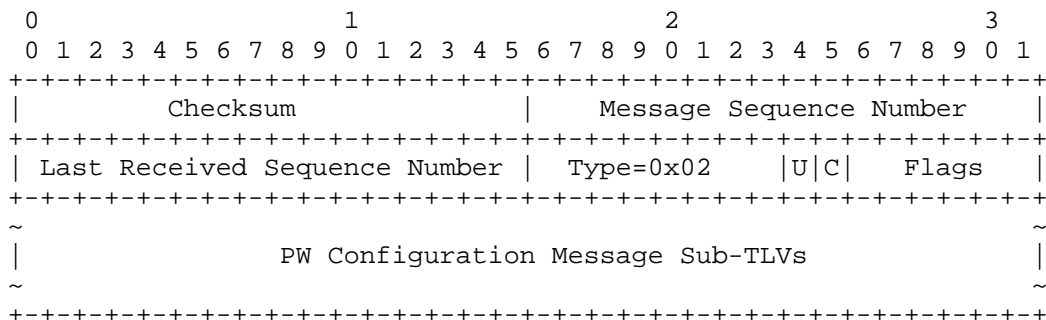 0                   1                   2                   3
 0 1 2 3 4 5 6 7 8 9 0 1 2 3 4 5 6 7 8 9 0 1 2 3 4 5 6 7 8 9 0 1
+-+-+-+-+-+-+-+-+-+-+-+-+-+-+-+-+-+-+-+-+-+-+-+-+-+-+-+-+-+-+-+-+
|         Checksum              |    Message Sequence Number    |
+-+-+-+-+-+-+-+-+-+-+-+-+-+-+-+-+-+-+-+-+-+-+-+-+-+-+-+-+-+-+-+-+
| Last Received Sequence Number |  Type=0x02    |U|C|   Flags   |
+-+-+-+-+-+-+-+-+-+-+-+-+-+-+-+-+-+-+-+-+-+-+-+-+-+-+-+-+-+-+-+-+
~                                                               ~
|                PW Configuration Message Sub-TLVs              |
~                                                               ~
+-+-+-+-+-+-+-+-+-+-+-+-+-+-+-+-+-+-+-+-+-+-+-+-+-+-+-+-+-+-+-+-+